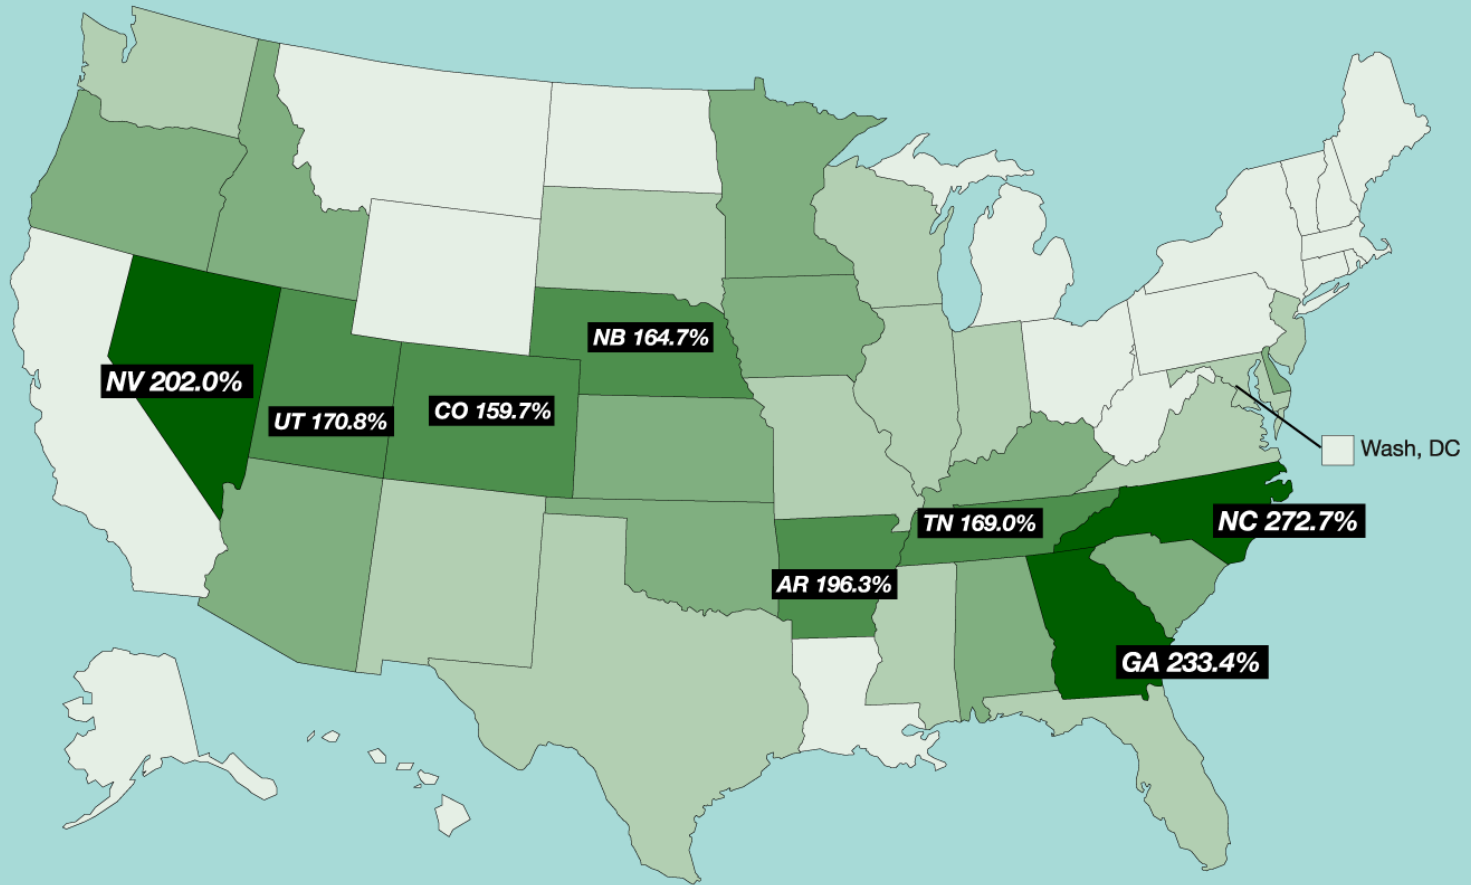 NB 164.7%
NV 202.0%
UT 170.8%
CO 159.7%
Wash, DC
TN 169.0%
NC 272.7%
AR 196.3%
GA 233.4%